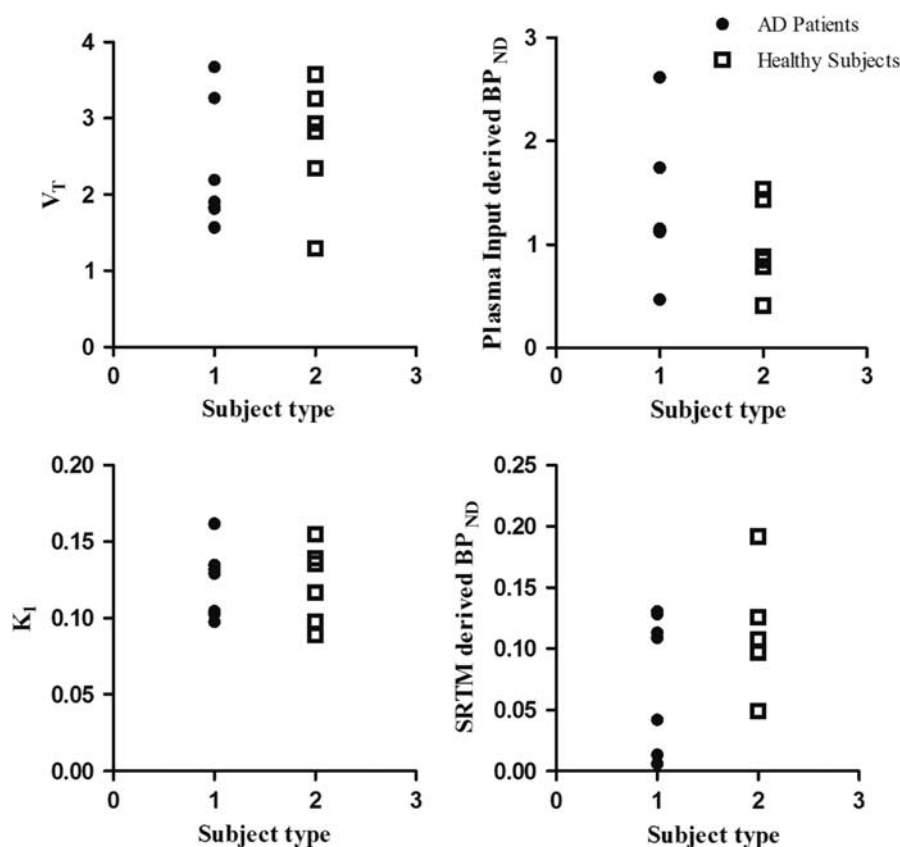 AD Patients
Healthy Subjects
4
3
2
1
0
V_T
0 1 2 3
Subject type
3
2
1
0
Plasma Input derived BP_ND
0 1 2 3
Subject type
0.20
0.15
0.10
0.05
0.00
K_1
0 1 2 3
Subject type
0.25
0.20
0.15
0.10
0.05
0.00
SRTM derived BP_ND
0 1 2 3
Subject type